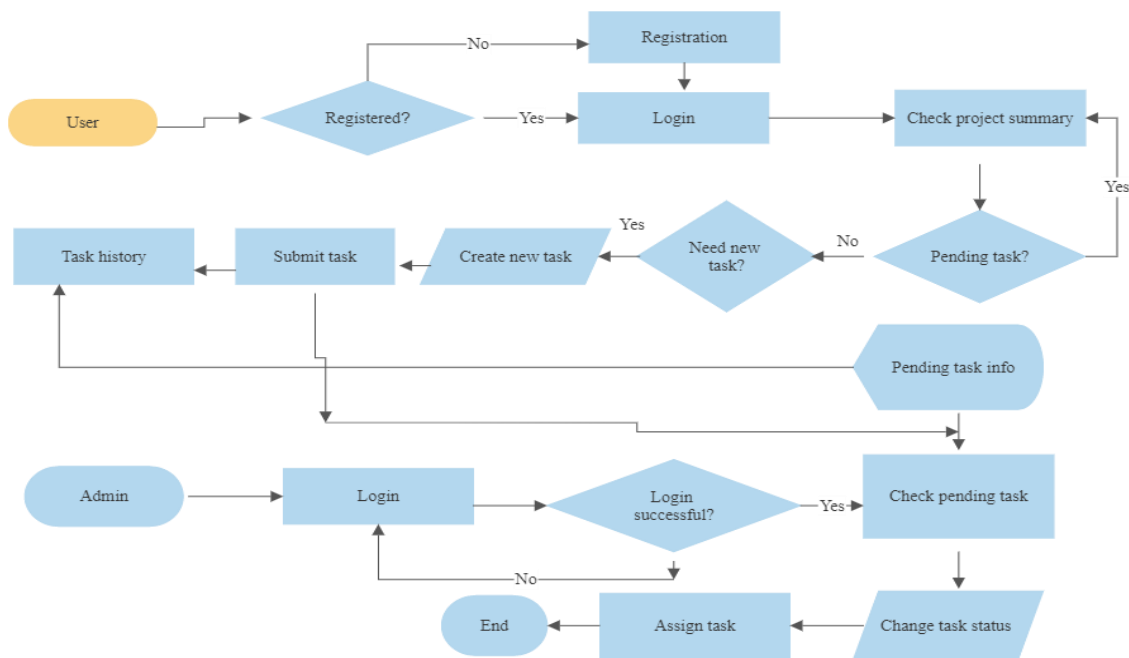 No
Registration
User
Registered?
Yes
Login
Check project summary
Yes
Task history
Submit task
Create new task
Yes
Need new
task?
No
Pending task?
Pending task info
Admin
Login
Login
successful?
Yes
Check pending task
No
End
Assign task
Change task status